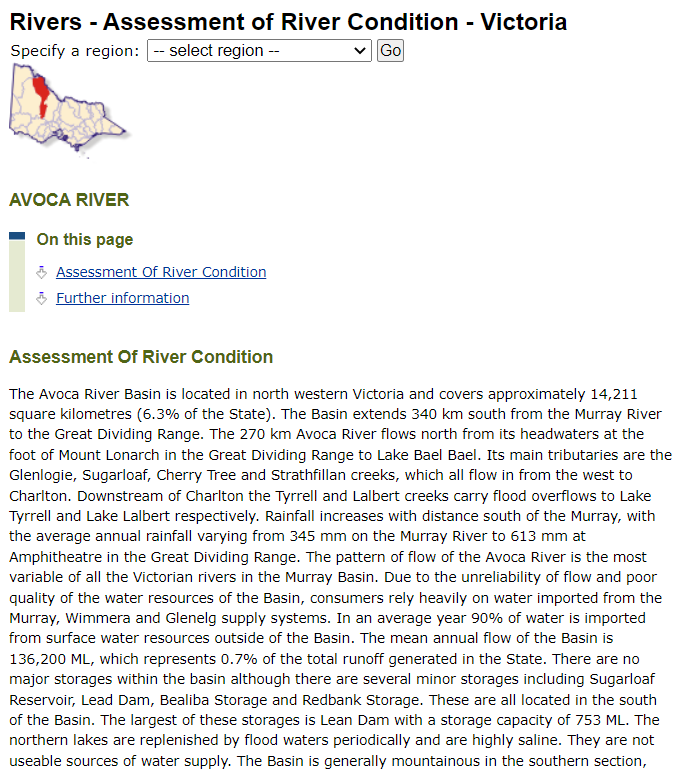 Rivers - Assessment of River Condition - Victoria
Specify a region: -- select region -- Go
AVOCA RIVER
On this page
Assessment Of River Condition
Further information
Assessment Of River Condition
The Avoca River Basin is located in north western Victoria and covers approximately 14,211
square kilometres (6.3% of the State). The Basin extends 340 km south from the Murray River
to the Great Dividing Range. The 270 km Avoca River flows north from its headwaters at the
foot of Mount Lonarch in the Great Dividing Range to Lake Bael Bael. Its main tributaries are the
Glenlogie, Sugarloaf, Cherry Tree and Strathfillan creeks, which all flow in from the west to
Charlton. Downstream of Charlton the Tyrrell and Lalbert creeks carry flood overflows to Lake
Tyrrell and Lake Lalbert respectively. Rainfall increases with distance south of the Murray, with
the average annual rainfall varying from 345 mm on the Murray River to 613 mm at
Amphitheatre in the Great Dividing Range. The pattern of flow of the Avoca River is the most
variable of all the Victorian rivers in the Murray Basin. Due to the unreliability of flow and poor
quality of the water resources of the Basin, consumers rely heavily on water imported from the
Murray, Wimmera and Glenelg supply systems. In an average year 90% of water is imported
from surface water resources outside of the Basin. The mean annual flow of the Basin is
136,200 ML, which represents 0.7% of the total runoff generated in the State. There are no
major storages within the basin although there are several minor storages including Sugarloaf
Reservoir, Lead Dam, Bealiba Storage and Redbank Storage. These are all located in the south
of the Basin. The largest of these storages is Lean Dam with a storage capacity of 753 ML. The
northern lakes are replenished by flood waters periodically and are highly saline. They are not
useable sources of water supply. The Basin is generally mountainous in the southern section,